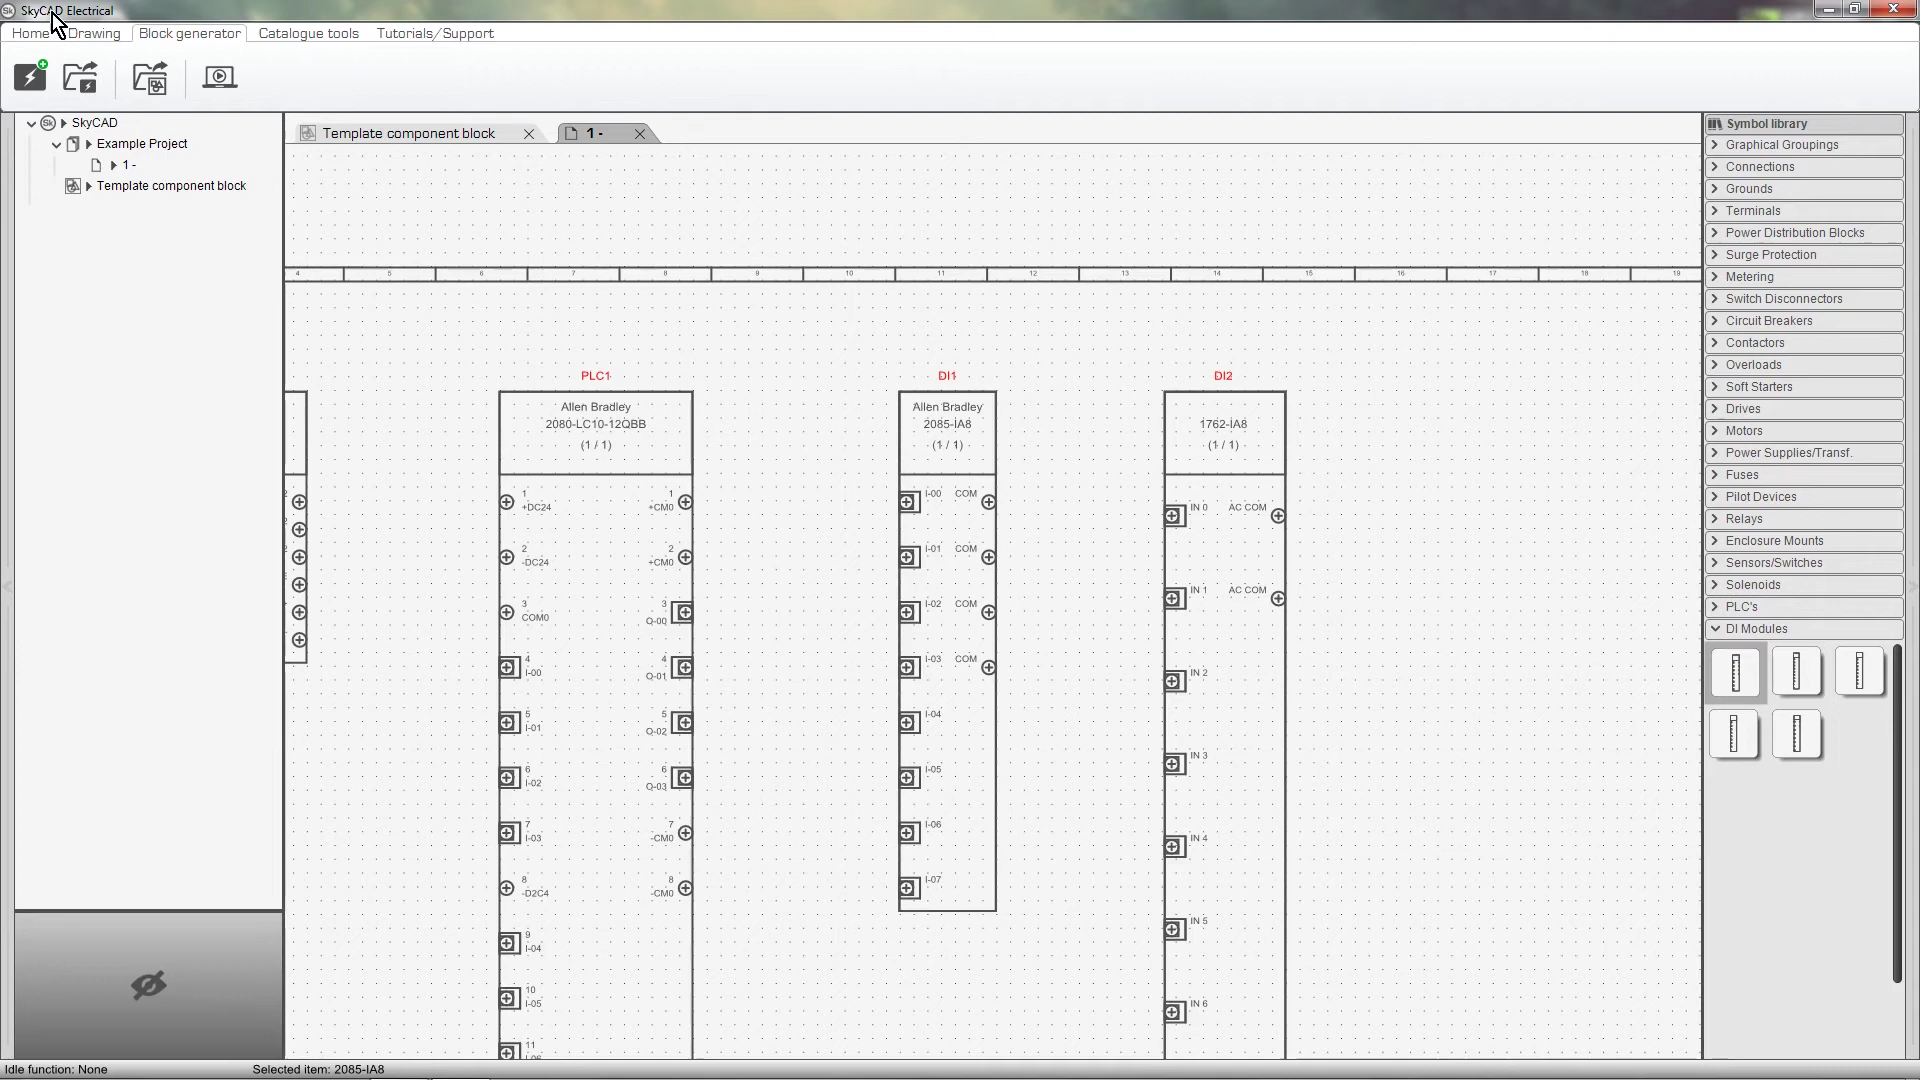 SkyCAD Electrical
Home Drawing Block generator Catalogue tools Tutorials/Support
SkyCAD
Example Project
1 -
Template component block
Template component block 1 -
4 5 6 7 8 9 10 11 12 13 14 15 16 17 18 19
PLC1
Allen Bradley
2080-LC10-12QBB
(1 / 1)
1
+DC24
2
-DC24
3
COM0
4
I-00
5
I-01
6
I-02
7
I-03
8
-D2C4
9
I-04
10
I-05
11
1
+CM0
2
+CM0
3
O-00
4
O-01
5
O-02
6
O-03
7
-CM0
8
-CM0
DI1
Allen Bradley
2085-IA8
(1 / 1)
I-00 COM
I-01 COM
I-02 COM
I-03 COM
I-04
I-05
I-06
I-07
DI2
1762-IA8
(1 / 1)
IN 0 AC COM
IN 1 AC COM
IN 2
IN 3
IN 4
IN 5
IN 6
Symbol library
Graphical Groupings
Connections
Grounds
Terminals
Power Distribution Blocks
Surge Protection
Metering
Switch Disconnectors
Circuit Breakers
Contactors
Overloads
Soft Starters
Drives
Motors
Power Supplies/Transf.
Fuses
Pilot Devices
Relays
Enclosure Mounts
Sensors/Switches
Solenoids
PLC's
DI Modules
Idle function: None Selected item: 2085-IA8